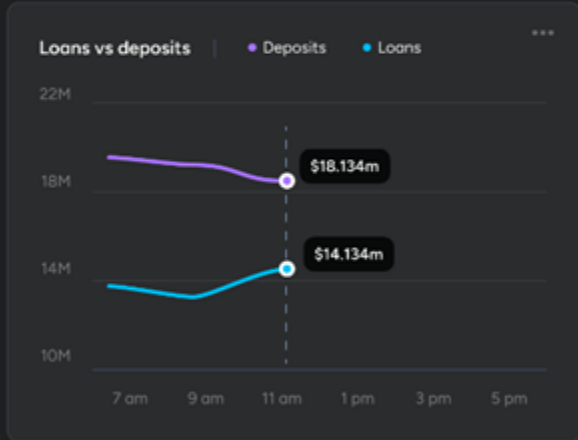 Loans vs deposits
Deposits
Loans
22M
$18.134m
18M
$14.134m
14M
10M
7 am 9 am 11 am 1 pm 3 pm 5 pm